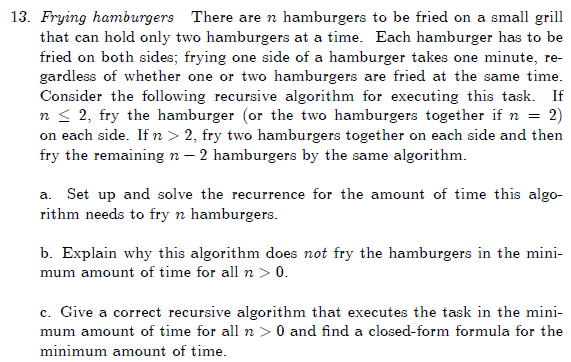 13. Frying hamburgers There are n hamburgers to be fried on a small grill
that can hold only two hamburgers at a time. Each hamburger has to be
fried on both sides; frying one side of a hamburger takes one minute, re-
gardless of whether one or two hamburgers are fried at the same time.
Consider the following recursive algorithm for executing this task. If
n ≤ 2, fry the hamburger (or the two hamburgers together if n = 2)
on each side. If n > 2, fry two hamburgers together on each side and then
fry the remaining n − 2 hamburgers by the same algorithm.
a. Set up and solve the recurrence for the amount of time this algo-
rithm needs to fry n hamburgers.
b. Explain why this algorithm does not fry the hamburgers in the mini-
mum amount of time for all n > 0.
c. Give a correct recursive algorithm that executes the task in the mini-
mum amount of time for all n > 0 and find a closed-form formula for the
minimum amount of time.